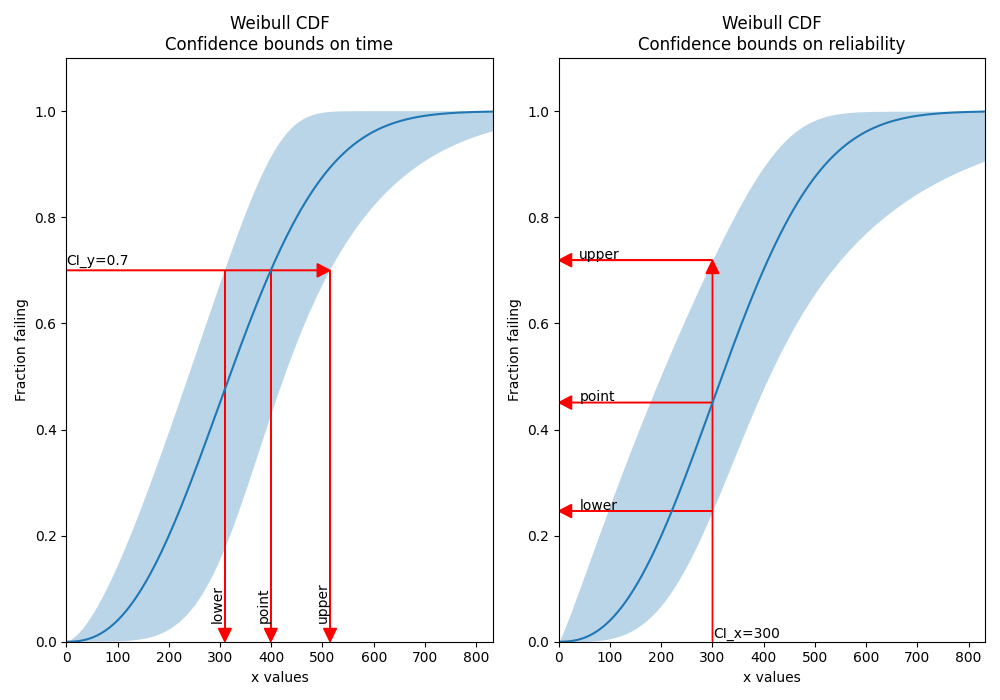 Weibull CDF
Confidence bounds on time
1.0
0.8
0.6
0.4
0.2
0.0
Fraction failing
CI_y=0.7
lower
point
upper
0
100
200
300
400
500
600
700
800
x values
Weibull CDF
Confidence bounds on reliability
1.0
0.8
0.6
0.4
0.2
0.0
Fraction failing
upper
point
lower
CI_x=300
0
100
200
300
400
500
600
700
800
x values